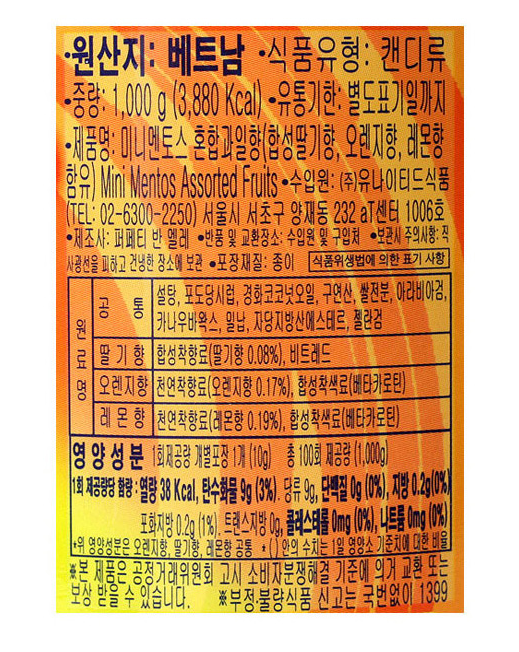 •원산지: 베트남 •식품유형: 캔디류
•중량: 1,000 g (3,880 Kcal) •유통기한: 별도표기일까지
•제품명: 미니멘토스 혼합과일향(합성딸기향, 오렌지향, 레몬향
함유) Mini Mentos Assorted Fruits •수입원: (주)유나이티드식품
(TEL: 02-6300-2250) 서울시 서초구 양재동 232 aT센터 1006호
•제조사: 퍼페티 반 멜레 •반품 및 교환장소: 수입원 및 구입처 •보관시 주의사항: 직
사광선을 피하고 건냉한 장소에 보관 •포장재질: 종이 식품위생법에 의한 표기 사항
원료명 공통 설탕, 포도당시럽, 경화코코넛오일, 구연산, 쌀전분, 아라비아검,
카나우바왁스, 밀납, 자당지방산에스테르, 젤란검
딸기향 합성착향료(딸기향 0.08%), 비트레드
오렌지향 천연착향료(오렌지향 0.17%), 합성착색료(베타카로틴)
레몬향 천연착향료(레몬향 0.19%), 합성착색료(베타카로틴)
영양성분 1회제공량 개별포장 1개 (10g) 총 100회 제공량 (1,000g)
1회 제공량당 함량: 열량 38 Kcal, 탄수화물 9g (3%), 당류 9g, 단백질 0g (0%), 지방 0.2g(0%)
포화지방 0.2g (1%), 트랜스지방 0g, 콜레스테롤 0mg (0%), 나트륨 0mg (0%)
*위 영양성분은 오렌지향, 딸기향, 레몬향 공통 * ( ) 안의 수치는 1일 영양소 기준치에 대한 비율
※본 제품은 공정거래위원회 고시 소비자분쟁해결 기준에 의거 교환 또는
보상 받을 수 있습니다. ※부정·불량식품 신고는 국번없이 1399